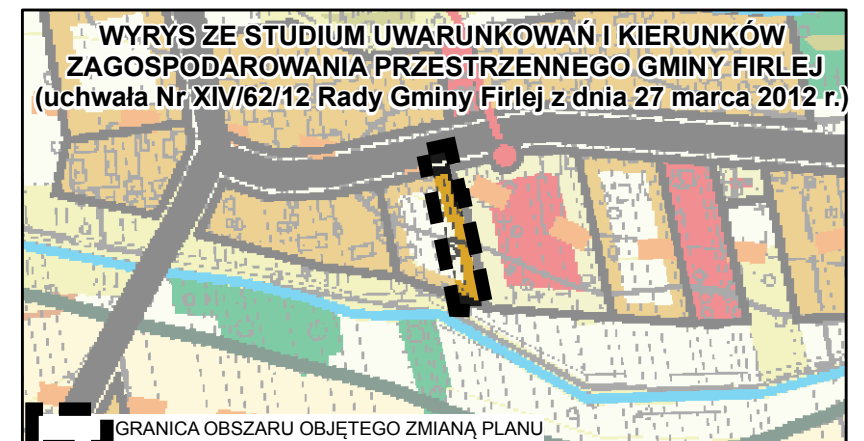 WYRYS ZE STUDIUM UWARUNKOWAŃ I KIERUNKÓW
ZAGOSPODAROWANIA PRZESTRZENNEGO GMINY FIRLEJ
(uchwała Nr XIV/62/12 Rady Gminy Firlej z dnia 27 marca 2012 r.)
GRANICA OBSZARU OBJĘTEGO ZMIANĄ PLANU